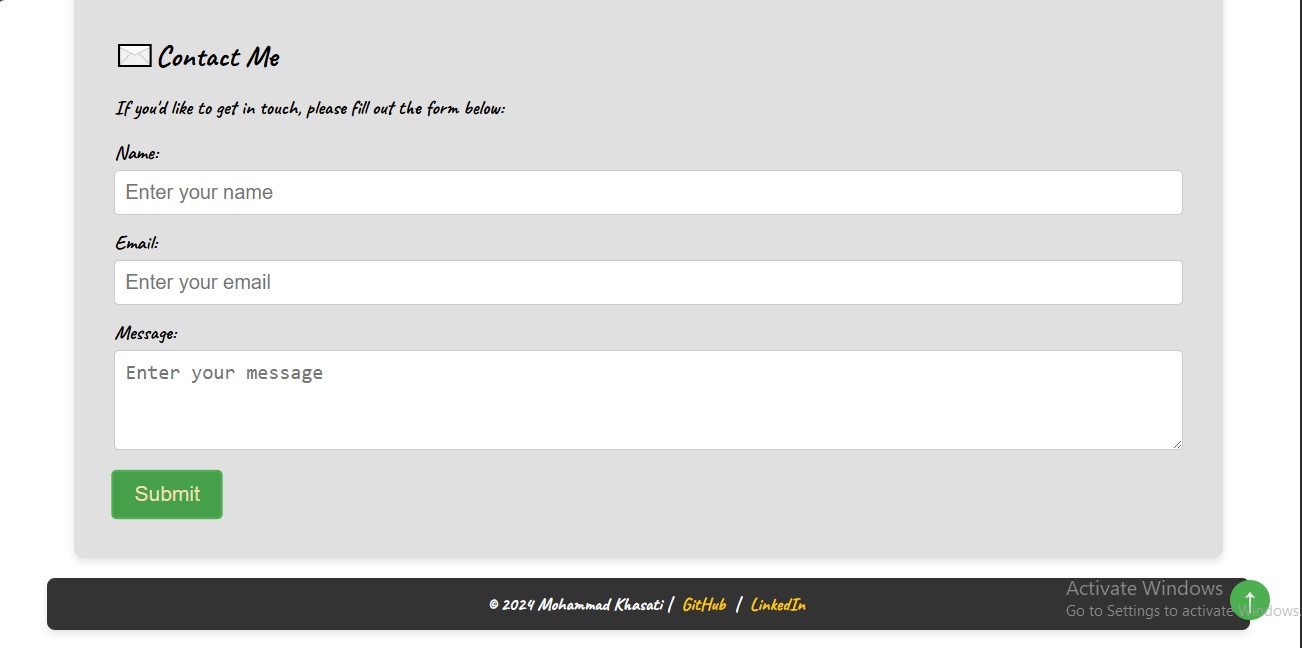 Contact Me
If you'd like to get in touch, please fill out the form below:
Name:
Enter your name
Email:
Enter your email
Message:
Enter your message
Submit
© 2024 Mohammad Khasati | GitHub | LinkedIn
Activate Windows
Go to Settings to activate Windows.